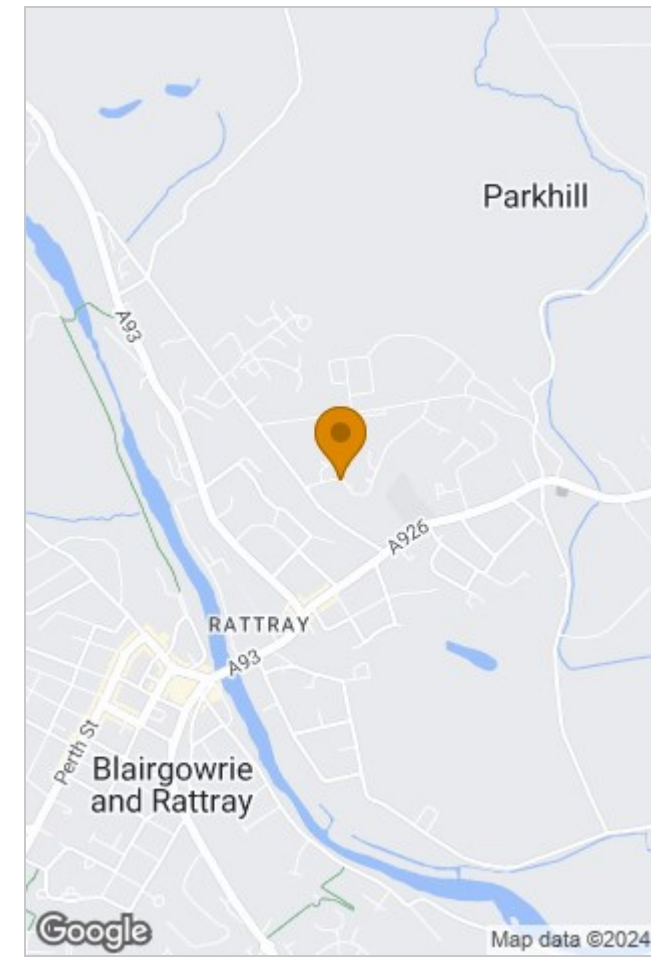 Parkhill
A93
A926
RATTRAY
A93
Perth St
Blairgowrie
and Rattray
Google
Map data ©2024